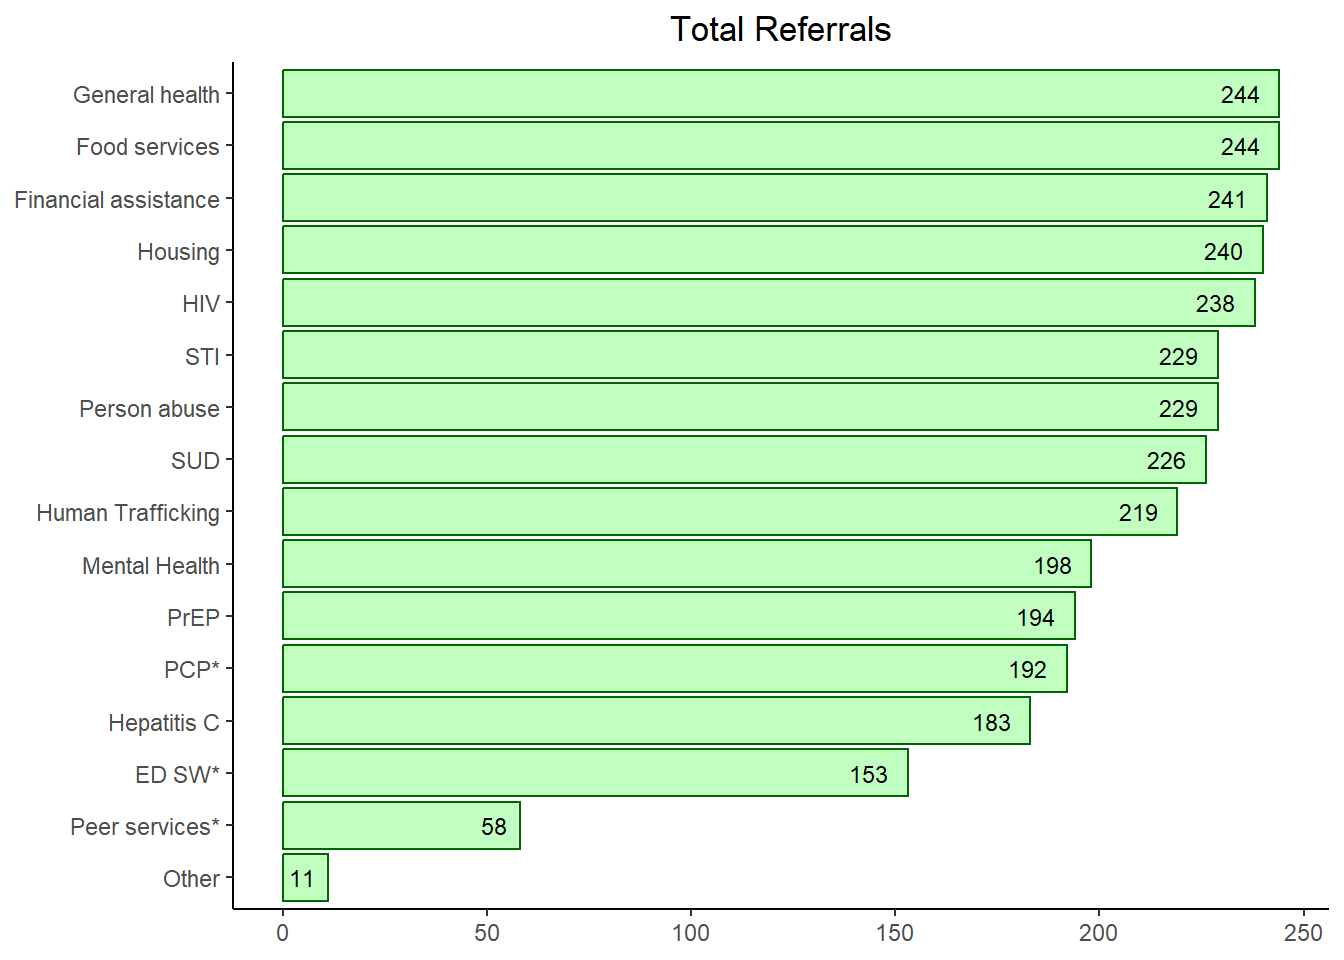 Total Referrals
General health 244
Food services 244
Financial assistance 241
Housing 240
HIV 238
STI 229
Person abuse 229
SUD 226
Human Trafficking 219
Mental Health 198
PrEP 194
PCP* 192
Hepatitis C 183
ED SW* 153
Peer services* 58
Other 11
0 50 100 150 200 250